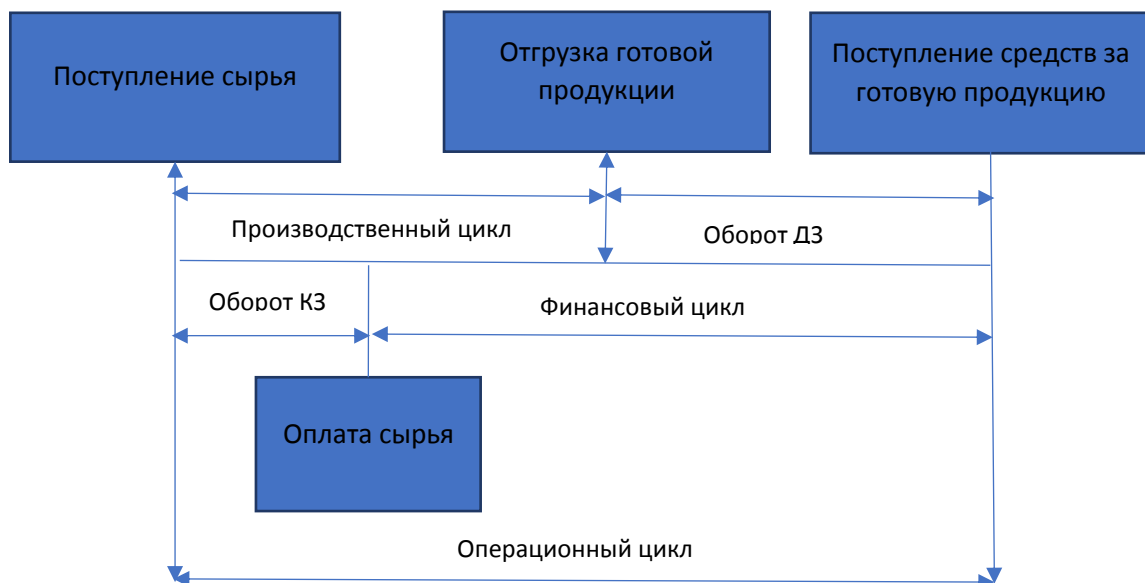 Поступление сырья
Отгрузка готовой
продукции
Поступление средств за
готовую продукцию
Производственный цикл
Оборот ДЗ
Оборот КЗ
Финансовый цикл
Оплата сырья
Операционный цикл